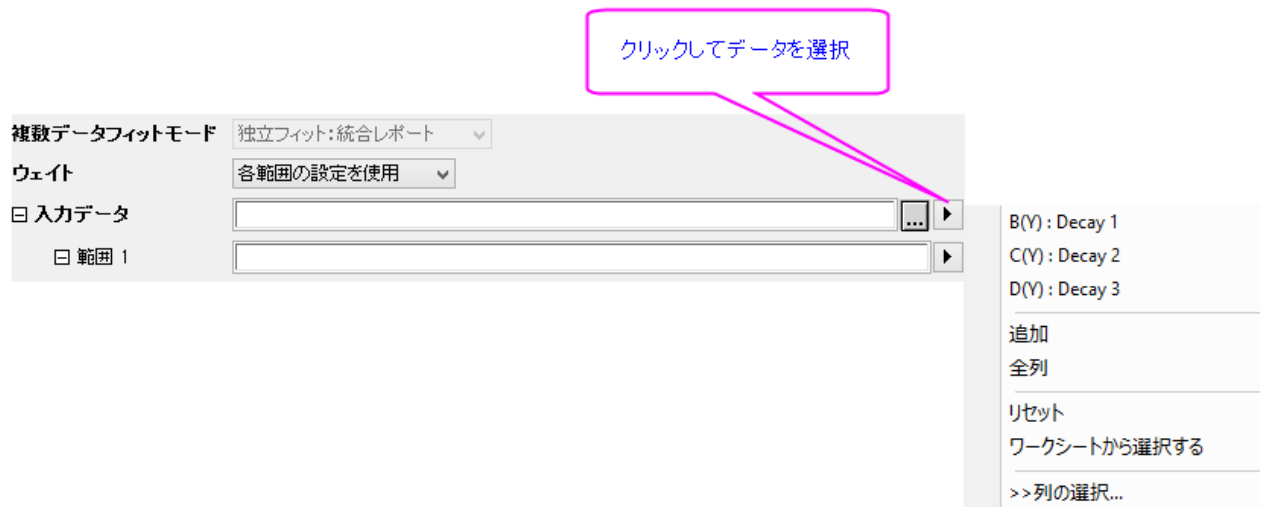 クリックしてデータを選択
複数データフィットモード 独立フィット:統合レポート
ウェイト 各範囲の設定を使用
入力データ ...
範囲 1
B(Y) : Decay 1
C(Y) : Decay 2
D(Y) : Decay 3
追加
全列
リセット
ワークシートから選択する
>>列の選択...